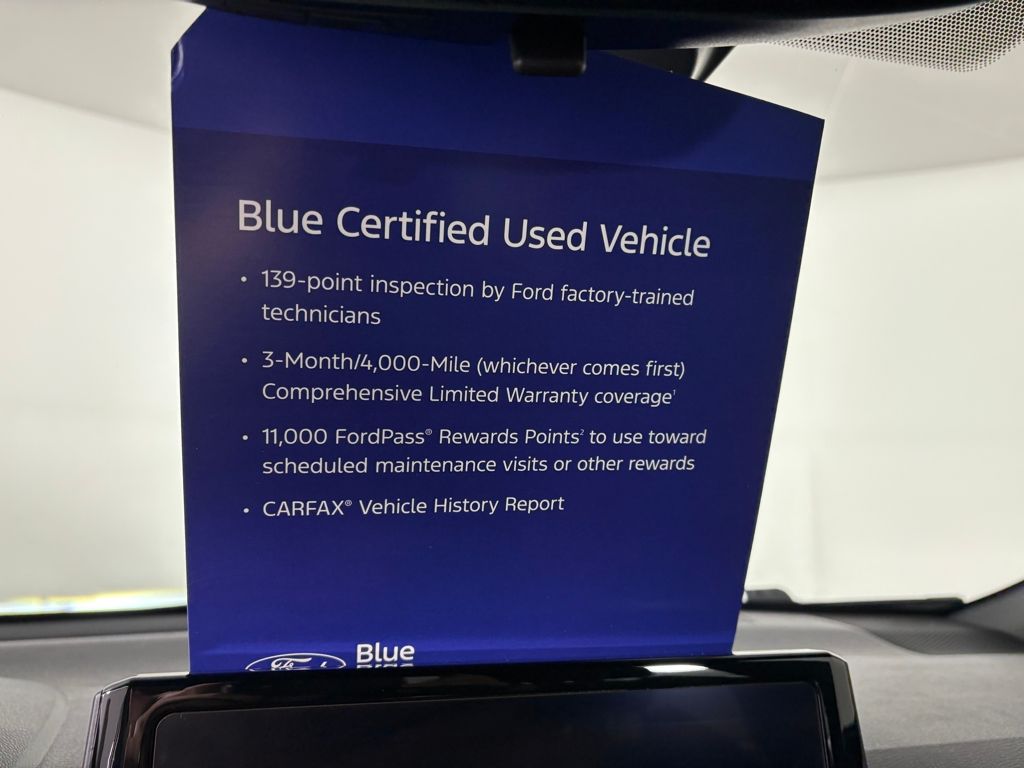 Blue Certified Used Vehicle
• 139-point inspection by Ford factory-trained
technicians
• 3-Month/4,000-Mile (whichever comes first)
Comprehensive Limited Warranty coverage¹
• 11,000 FordPass® Rewards Points² to use toward
scheduled maintenance visits or other rewards
• CARFAX® Vehicle History Report
Blue